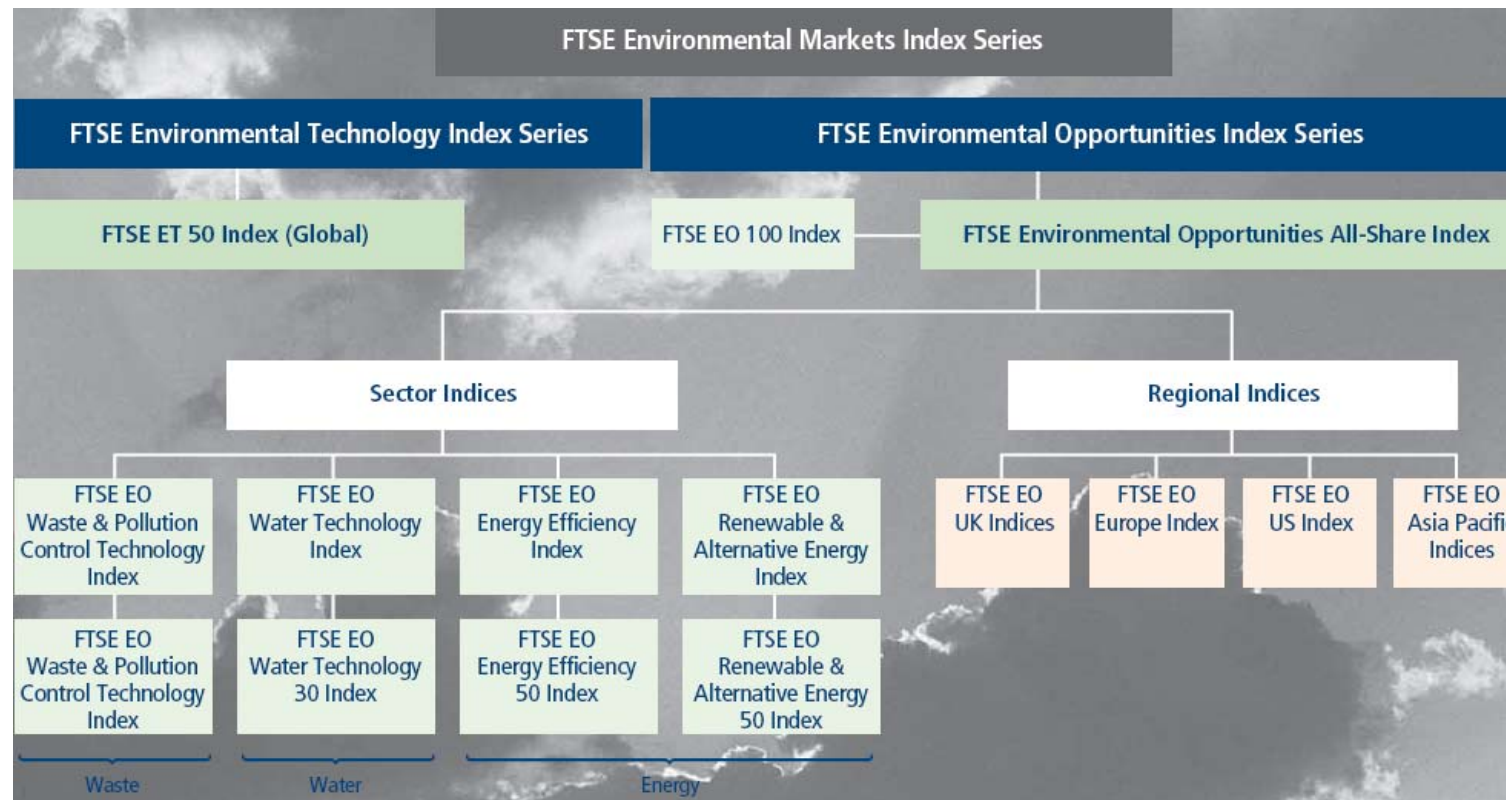 FTSE Environmental Markets Index Series
FTSE Environmental Technology Index Series
FTSE Environmental Opportunities Index Series
FTSE ET 50 Index (Global)
FTSE EO 100 Index
FTSE Environmental Opportunities All-Share Index
Sector Indices
Regional Indices
FTSE EO
Waste & Pollution
Control Technology
Index
FTSE EO
Water Technology
Index
FTSE EO
Energy Efficiency
Index
FTSE EO
Renewable &
Alternative Energy
Index
FTSE EO
UK Indices
FTSE EO
Europe Index
FTSE EO
US Index
FTSE EO
Asia Pacifi
Indices
FTSE EO
Waste & Pollution
Control Technology
Index
FTSE EO
Water Technology
30 Index
FTSE EO
Energy Efficiency
50 Index
FTSE EO
Renewable &
Alternative Energy
50 Index
Waste
Water
Energy